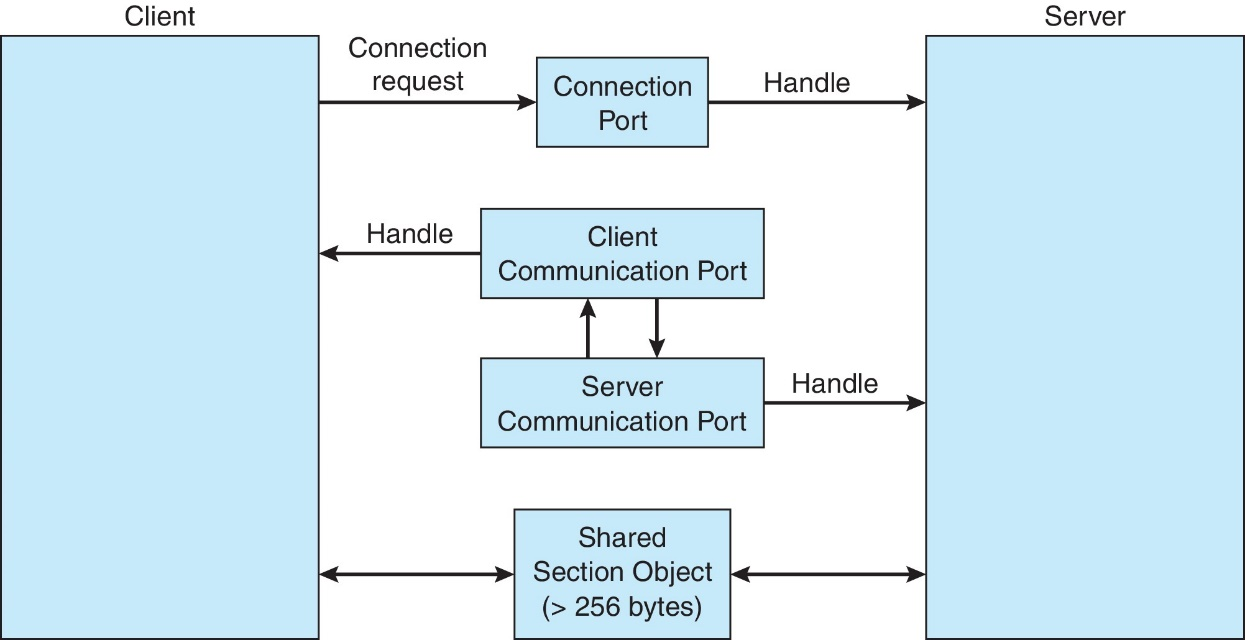 Client
Server
Connection
request
Connection
Port
Handle
Handle
Client
Communication Port
Server
Communication Port
Handle
Shared
Section Object
(> 256 bytes)